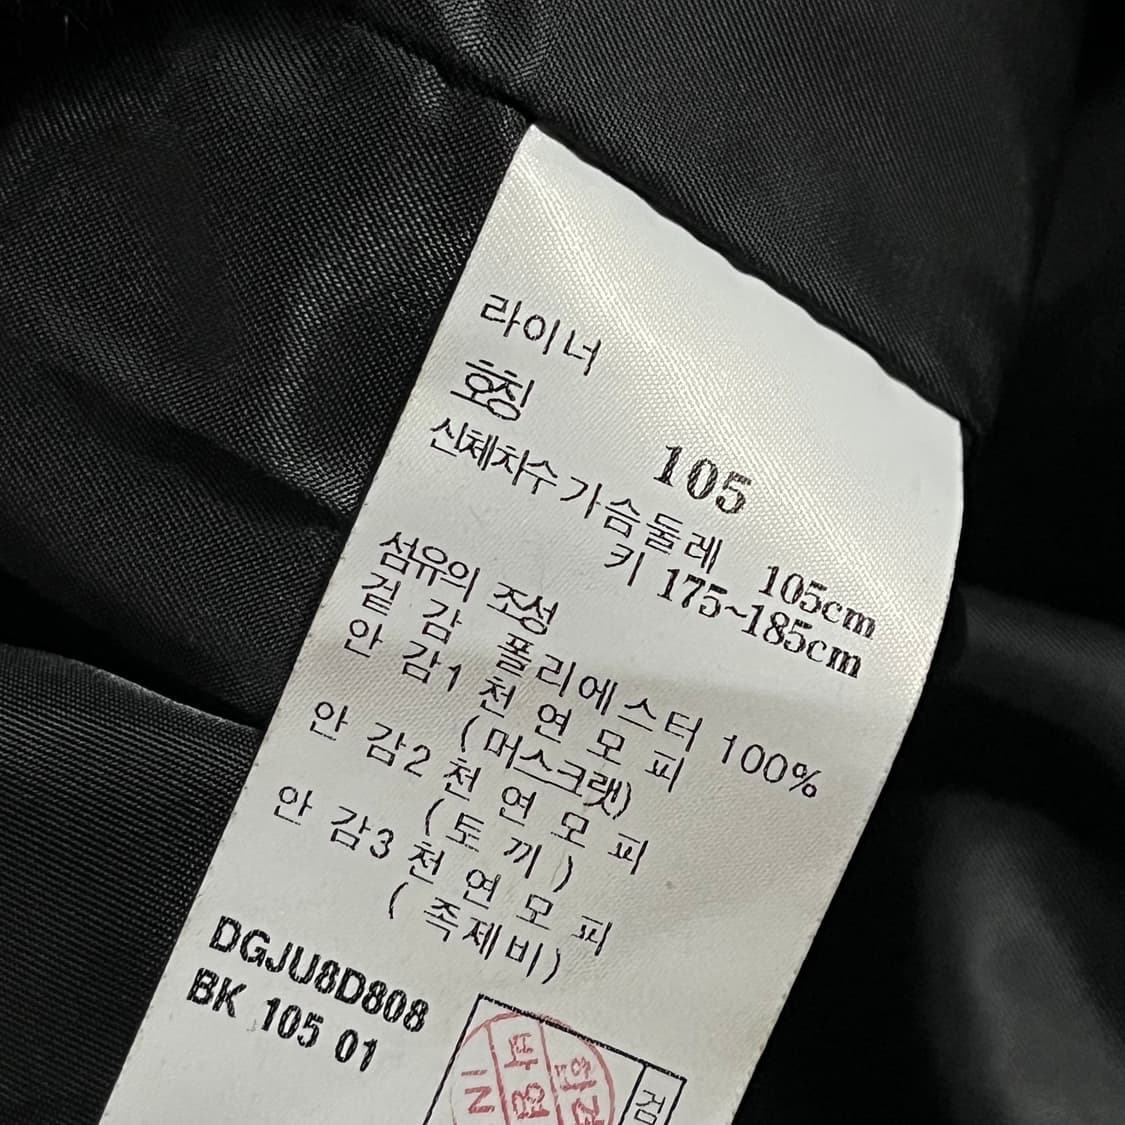 라이너
호칭 105
신체치수 가슴둘레 105cm
키 175~185cm
섬유의 조성
겉 감 폴리에스터 100%
안 감1 천 연 모 피
(머스크랫)
안 감2 천 연 모 피
(토 끼)
안 감3 천 연 모 피
(족제비)
DGJU8D808
BK 105 01
검